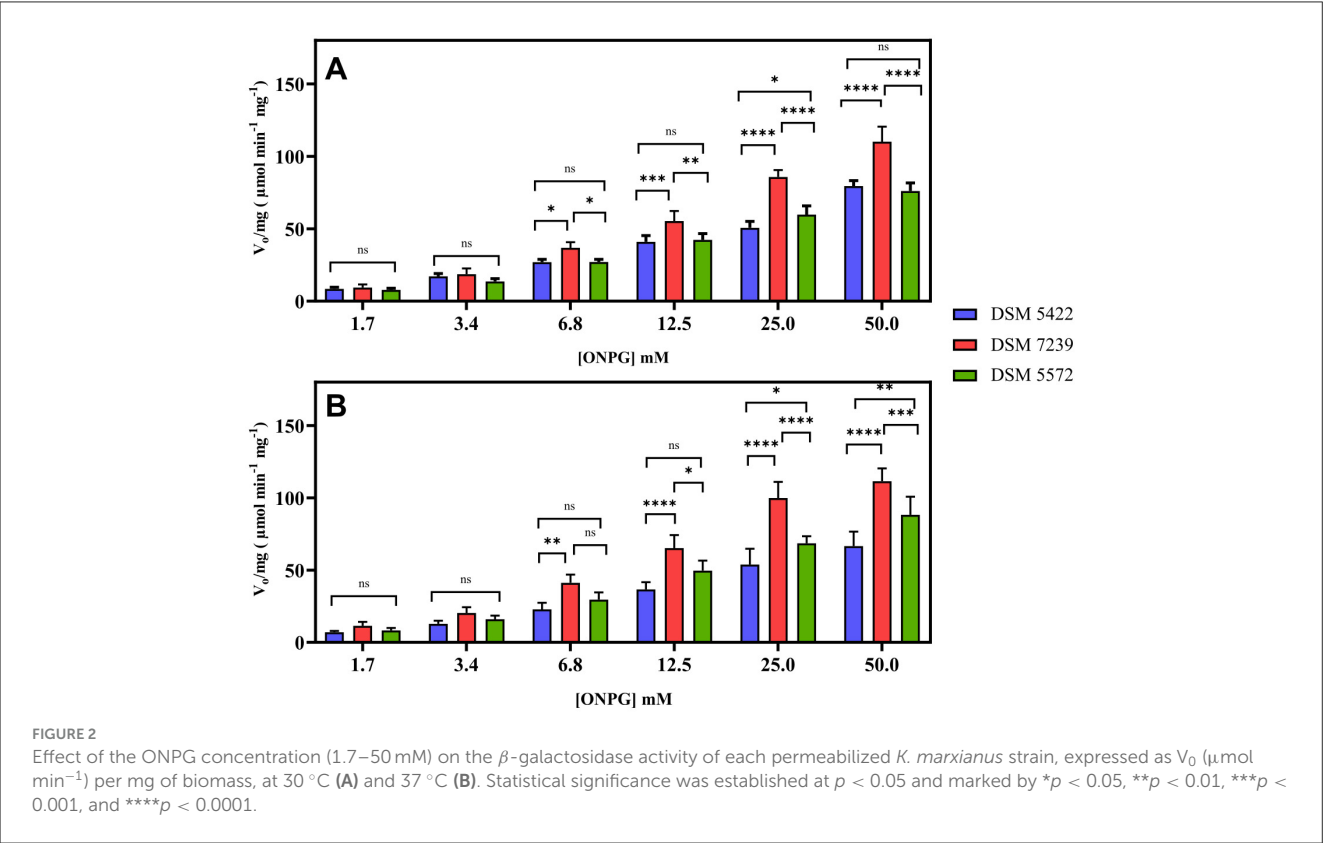 A
ns
ns
ns
*
*
ns
***
**
*
****
****
ns
****
****
150
100
50
0
V₀/mg ( µmol min⁻¹ mg⁻¹)
1.7 3.4 6.8 12.5 25.0 50.0
[ONPG] mM
DSM 5422
DSM 7239
DSM 5572
B
ns
ns
ns
**
ns
ns
****
*
*
****
****
**
****
***
150
100
50
0
V₀/mg ( µmol min⁻¹ mg⁻¹)
1.7 3.4 6.8 12.5 25.0 50.0
[ONPG] mM
FIGURE 2
Effect of the ONPG concentration (1.7–50 mM) on the β-galactosidase activity of each permeabilized K. marxianus strain, expressed as V₀ (µmol
min⁻¹) per mg of biomass, at 30 °C (A) and 37 °C (B). Statistical significance was established at p < 0.05 and marked by *p < 0.05, **p < 0.01, ***p <
0.001, and ****p < 0.0001.